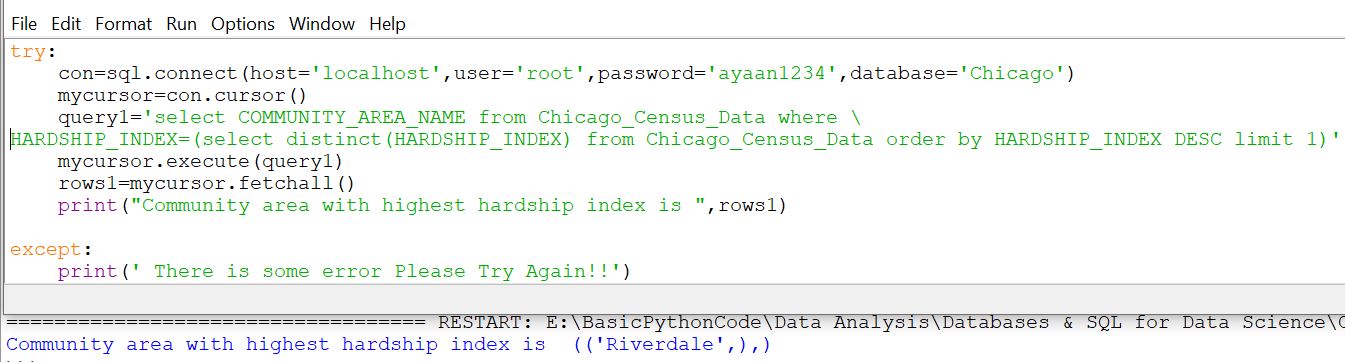 File Edit Format Run Options Window Help
try:
    con=sql.connect(host='localhost',user='root',password='ayaan1234',database='Chicago')
    mycursor=con.cursor()
    query1='select COMMUNITY_AREA_NAME from Chicago_Census_Data where \
HARDSHIP_INDEX=(select distinct(HARDSHIP_INDEX) from Chicago_Census_Data order by HARDSHIP_INDEX DESC limit 1)'
    mycursor.execute(query1)
    rows1=mycursor.fetchall()
    print("Community area with highest hardship index is ",rows1)
except:
    print(' There is some error Please Try Again!!')
=================================== RESTART: E:\BasicPythonCode\Data Analysis\Databases & SQL for Data Science\
Community area with highest hardship index is  (('Riverdale',),)